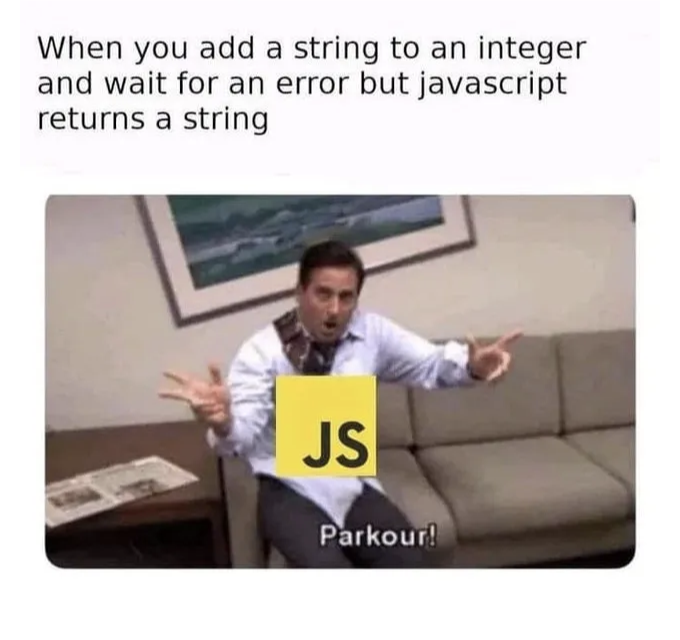 When you add a string to an integer
and wait for an error but javascript
returns a string
JS
Parkour!